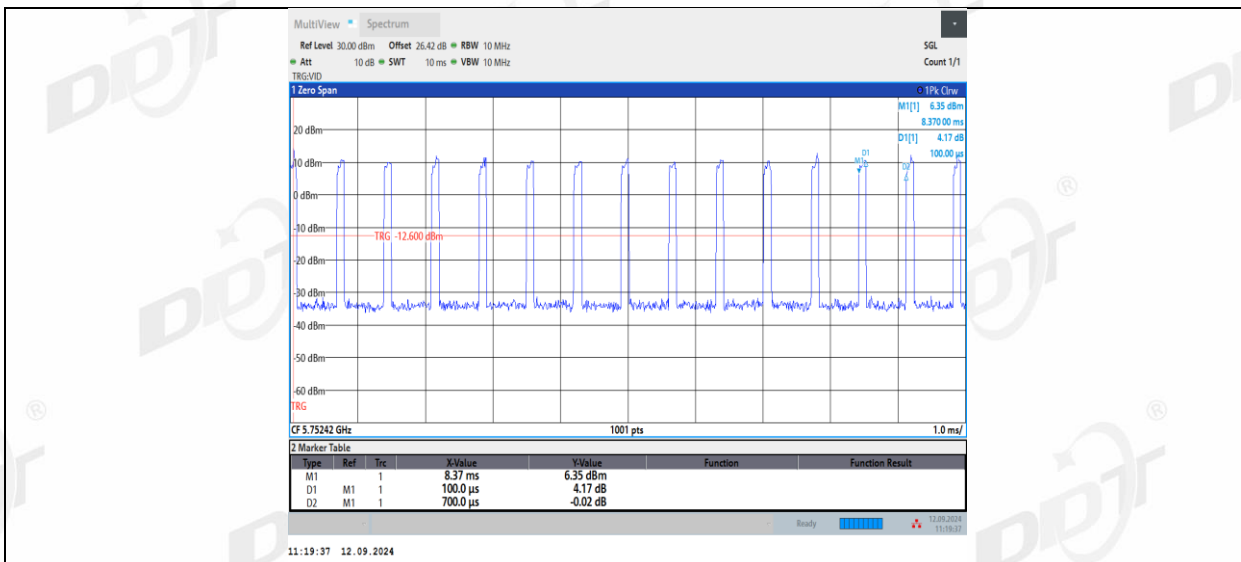 MultiView Spectrum
Ref Level 30.00 dBm Offset 26.42 dB RBW 10 MHz SGL
Att 10 dB SWT 10 ms VBW 10 MHz Count 1/1
TRG:VID
1 Zero Span 1Pk Clrw
M1[1] 6.35 dBm
8.370 00 ms
20 dBm
D1[1] 4.17 dB
100.00 µs
D1
M1
D2
10 dBm
0 dBm
-10 dBm
TRG -12.600 dBm
-20 dBm
-30 dBm
-40 dBm
-50 dBm
-60 dBm
TRG
CF 5.75242 GHz 1001 pts 1.0 ms/
2 Marker Table
Type Ref Trc X-Value Y-Value Function Function Result
M1 1 8.37 ms 6.35 dBm
D1 M1 1 100.0 µs 4.17 dB
D2 M1 1 700.0 µs -0.02 dB
Ready 12.09.2024
11:19:37
11:19:37 12.09.2024
DDT
®